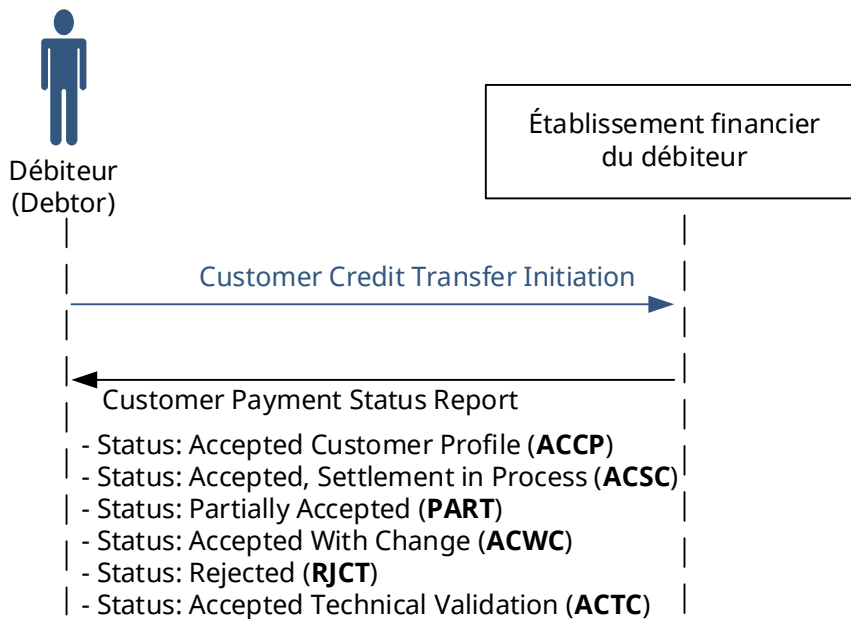 Débiteur
(Debtor)
Établissement financier
du débiteur
Customer Credit Transfer Initiation
Customer Payment Status Report
- Status: Accepted Customer Profile (ACCP)
- Status: Accepted, Settlement in Process (ACSC)
- Status: Partially Accepted (PART)
- Status: Accepted With Change (ACWC)
- Status: Rejected (RJCT)
- Status: Accepted Technical Validation (ACTC)